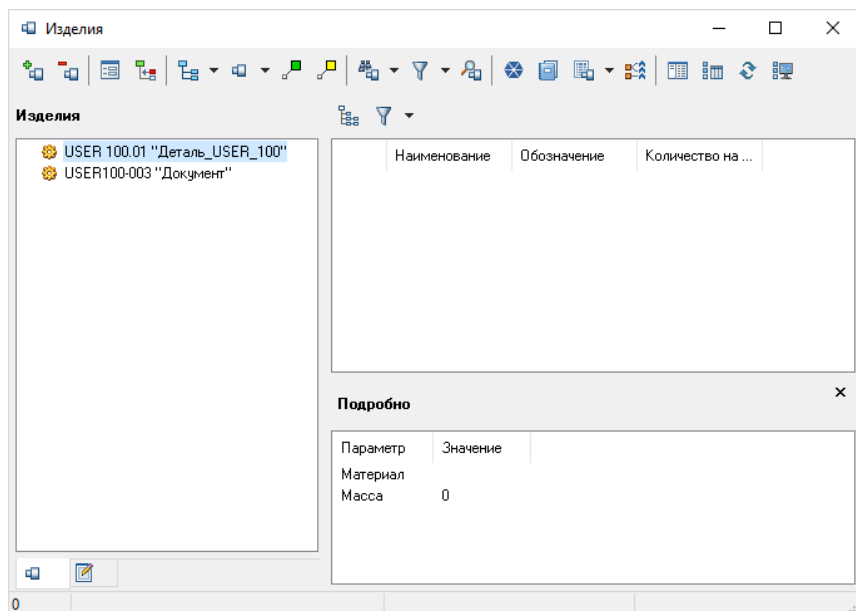 Изделия
Изделия
USER 100.01 "Деталь_USER_100"
USER100-003 "Документ"
Наименование Обозначение Количество на ...
Подробно
Параметр Значение
Материал
Масса 0
0